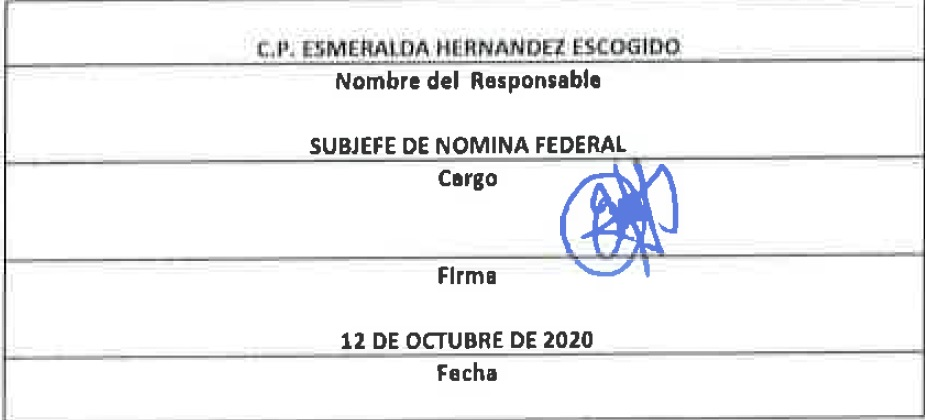 C.P. ESMERALDA HERNANDEZ ESCOGIDO
Nombre del Responsable
SUBJEFE DE NOMINA FEDERAL
Cargo
Firma
12 DE OCTUBRE DE 2020
Fecha